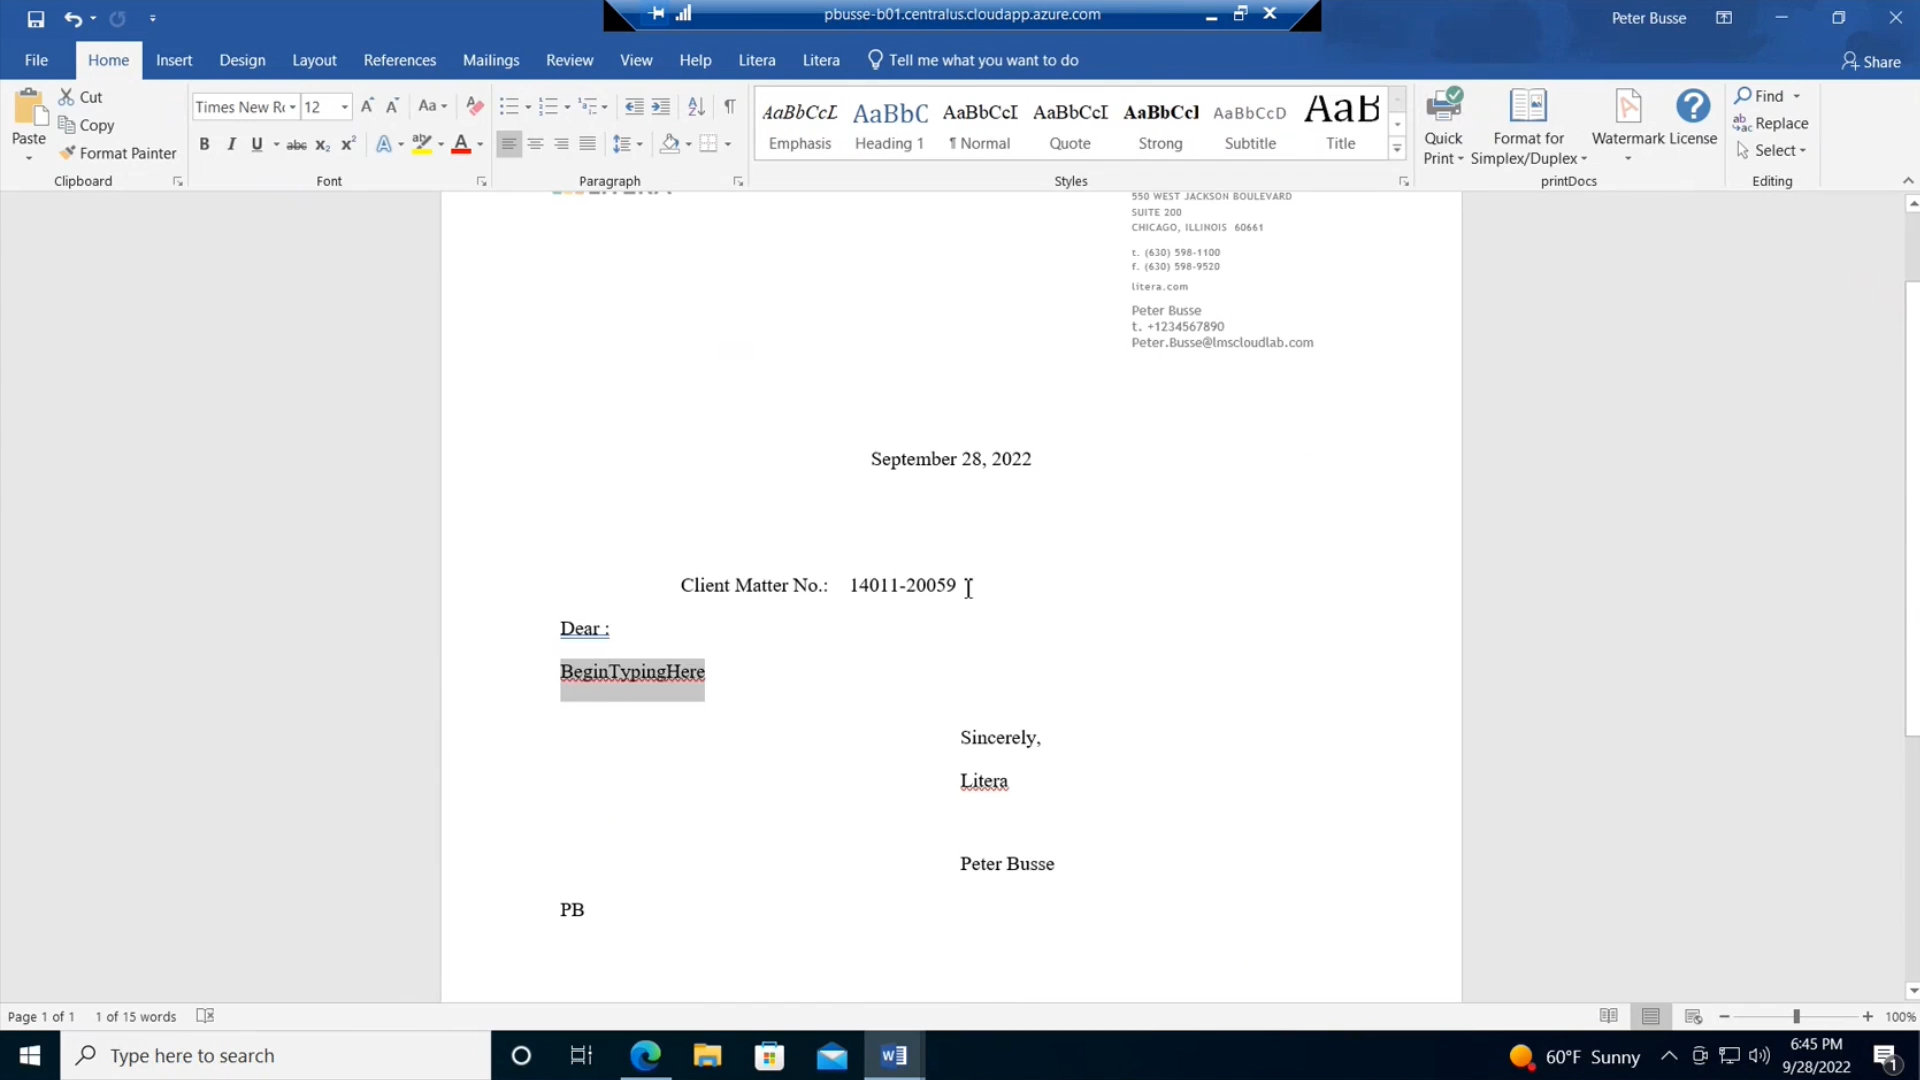 pbusse-b01.centralus.cloudapp.azure.com
Peter Busse
File Home Insert Design Layout References Mailings Review View Help Litera Litera Tell me what you want to do
Share
Paste
Cut
Copy
Format Painter
Clipboard
Times New R 12
Aa
B I U abc X₂ X²
Font
Paragraph
AaBbCcL AaBbC AaBbCcI AaBbCcI AaBbCcI AaBbCcD AaB
Emphasis Heading 1 ¶ Normal Quote Strong Subtitle Title
Styles
Quick Print
Format for Simplex/Duplex
Watermark
License
printDocs
Find
Replace
Select
Editing
550 WEST JACKSON BOULEVARD
SUITE 200
CHICAGO, ILLINOIS 60661
t. (630) 598-1100
f. (630) 598-9520
litera.com
Peter Busse
t. +1234567890
Peter.Busse@lmscloudlab.com
September 28, 2022
Client Matter No.: 14011-20059
Dear :
BeginTypingHere
Sincerely,
Litera
Peter Busse
PB
Page 1 of 1 1 of 15 words
100%
Type here to search
60°F Sunny
6:45 PM
9/28/2022
1